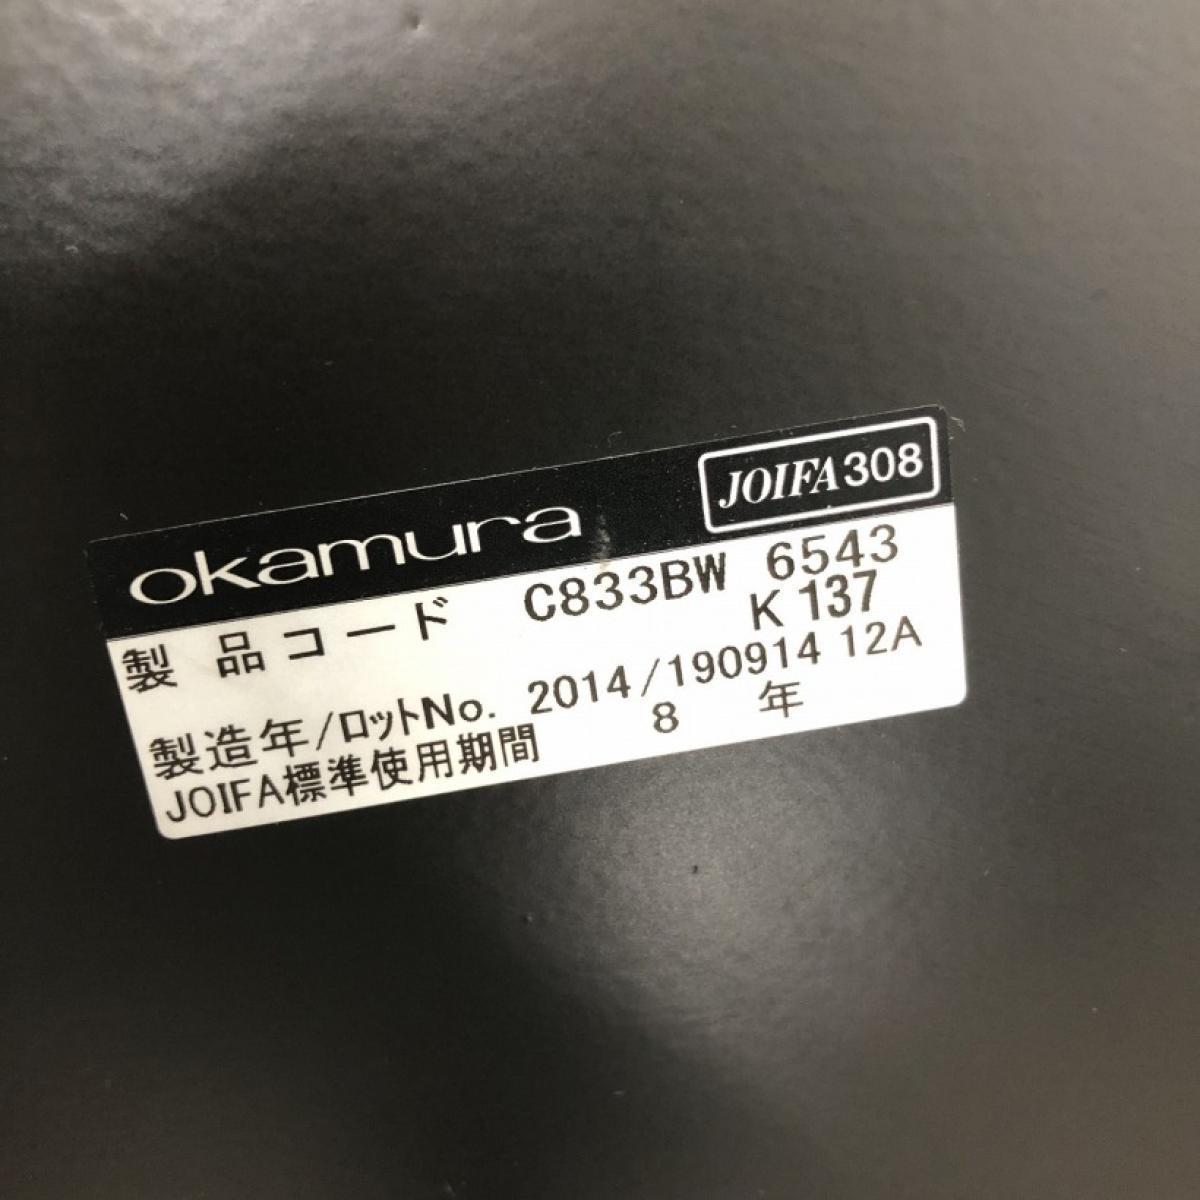 okamura JOIFA308
製品コード C833BW 6543
K 137
製造年/ロットNo. 2014/190914 12A
JOIFA標準使用期間 8 年